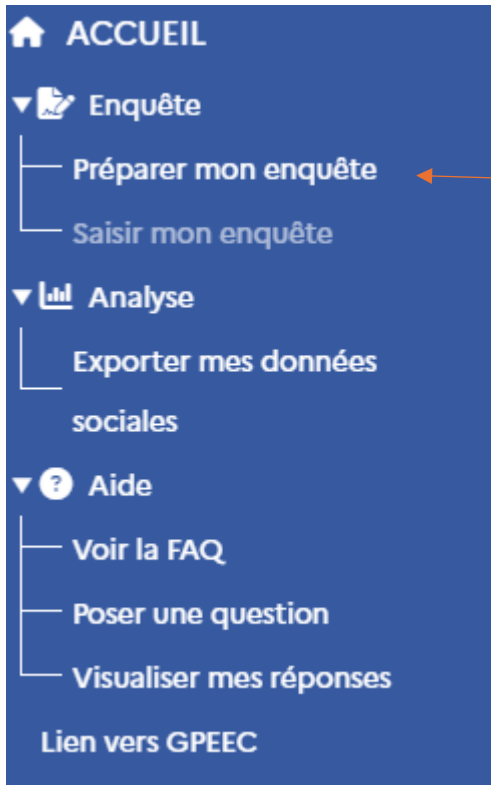 ACCUEIL
Enquête
Préparer mon enquête
Saisir mon enquête
Analyse
Exporter mes données
sociales
? Aide
Voir la FAQ
Poser une question
Visualiser mes réponses
Lien vers GPEEC